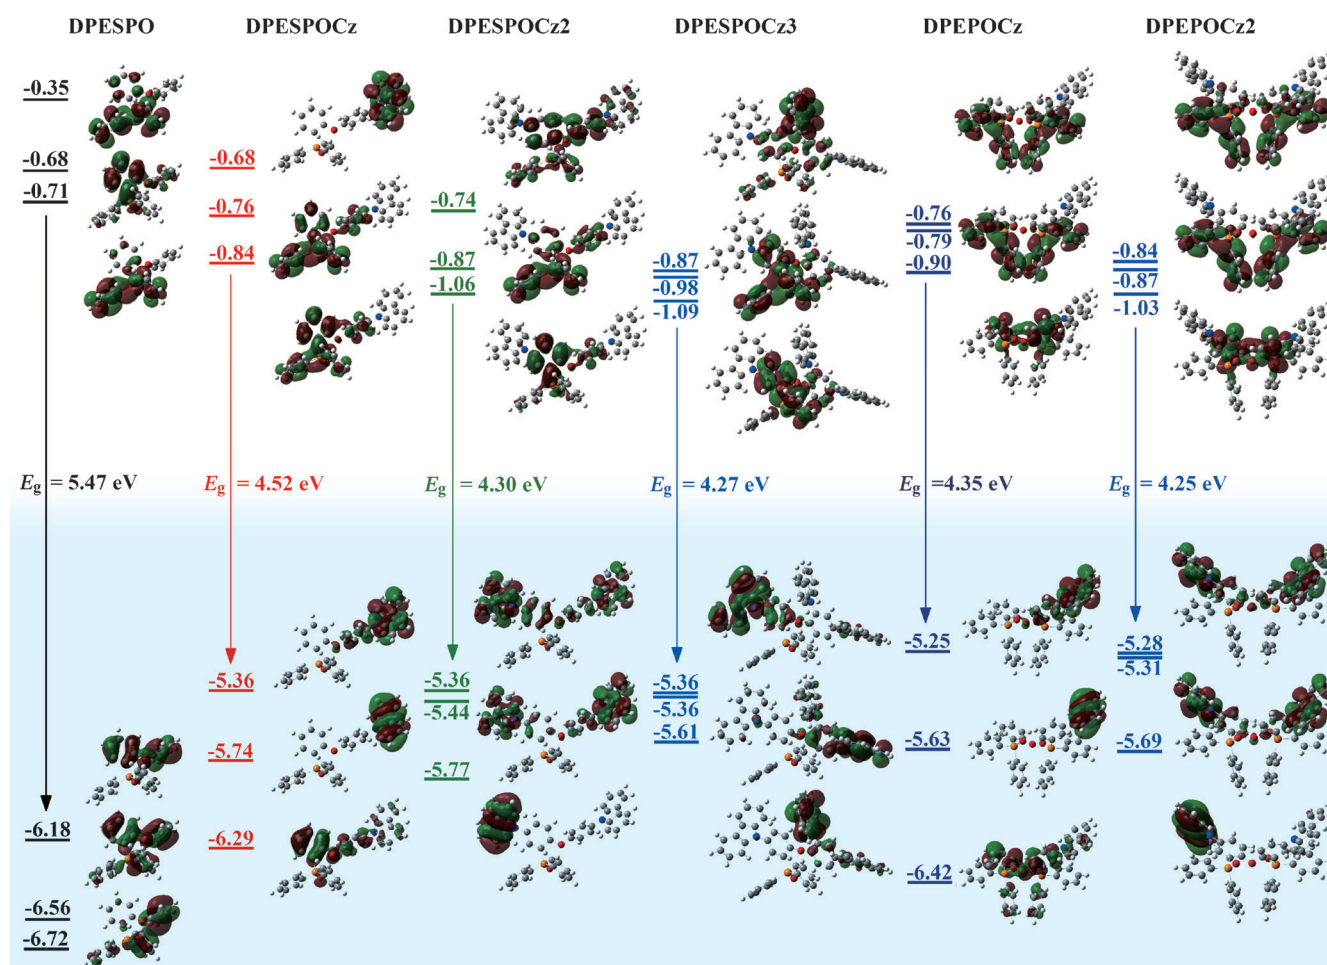 DPESPO DPESPOCz DPESPOCz2 DPESPOCz3 DPEPOCz DPEPOCz2
-0.35
-0.68 -0.68
-0.71 -0.76 -0.74 -0.76
-0.84 -0.87 -0.87 -0.79 -0.84
-1.06 -0.98 -0.90 -0.87
-1.09 -1.03
Eg = 5.47 eV Eg = 4.52 eV Eg = 4.30 eV Eg = 4.27 eV Eg =4.35 eV Eg = 4.25 eV
-5.25 -5.28
-5.36 -5.36 -5.36 -5.31
-5.44 -5.36
-5.74 -5.61 -5.63 -5.69
-5.77
-6.18 -6.29
-6.42
-6.56
-6.72